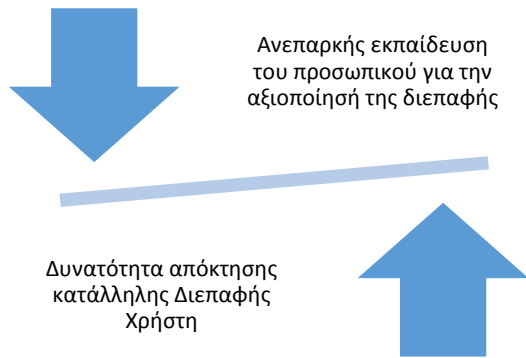 Ανεπαρκής εκπαίδευση
του προσωπικού για την
αξιοποίησή της διεπαφής
Δυνατότητα απόκτησης
κατάλληλης Διεπαφής
Χρήστη